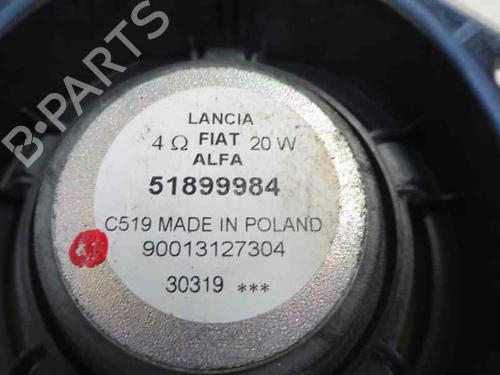 LANCIA
4 Ω FIAT 20 W
ALFA
51899984
C519 MADE IN POLAND
90013127304
30319 ***
B-PARTS